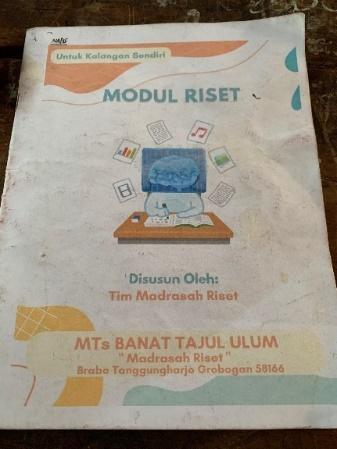 Untuk Kalangan Sendiri
MODUL RISET
Disusun Oleh:
Tim Madrasah Riset
MTs BANAT TAJUL ULUM
"Madrasah Riset"
Brabo Tanggungharjo Grobogan 58166